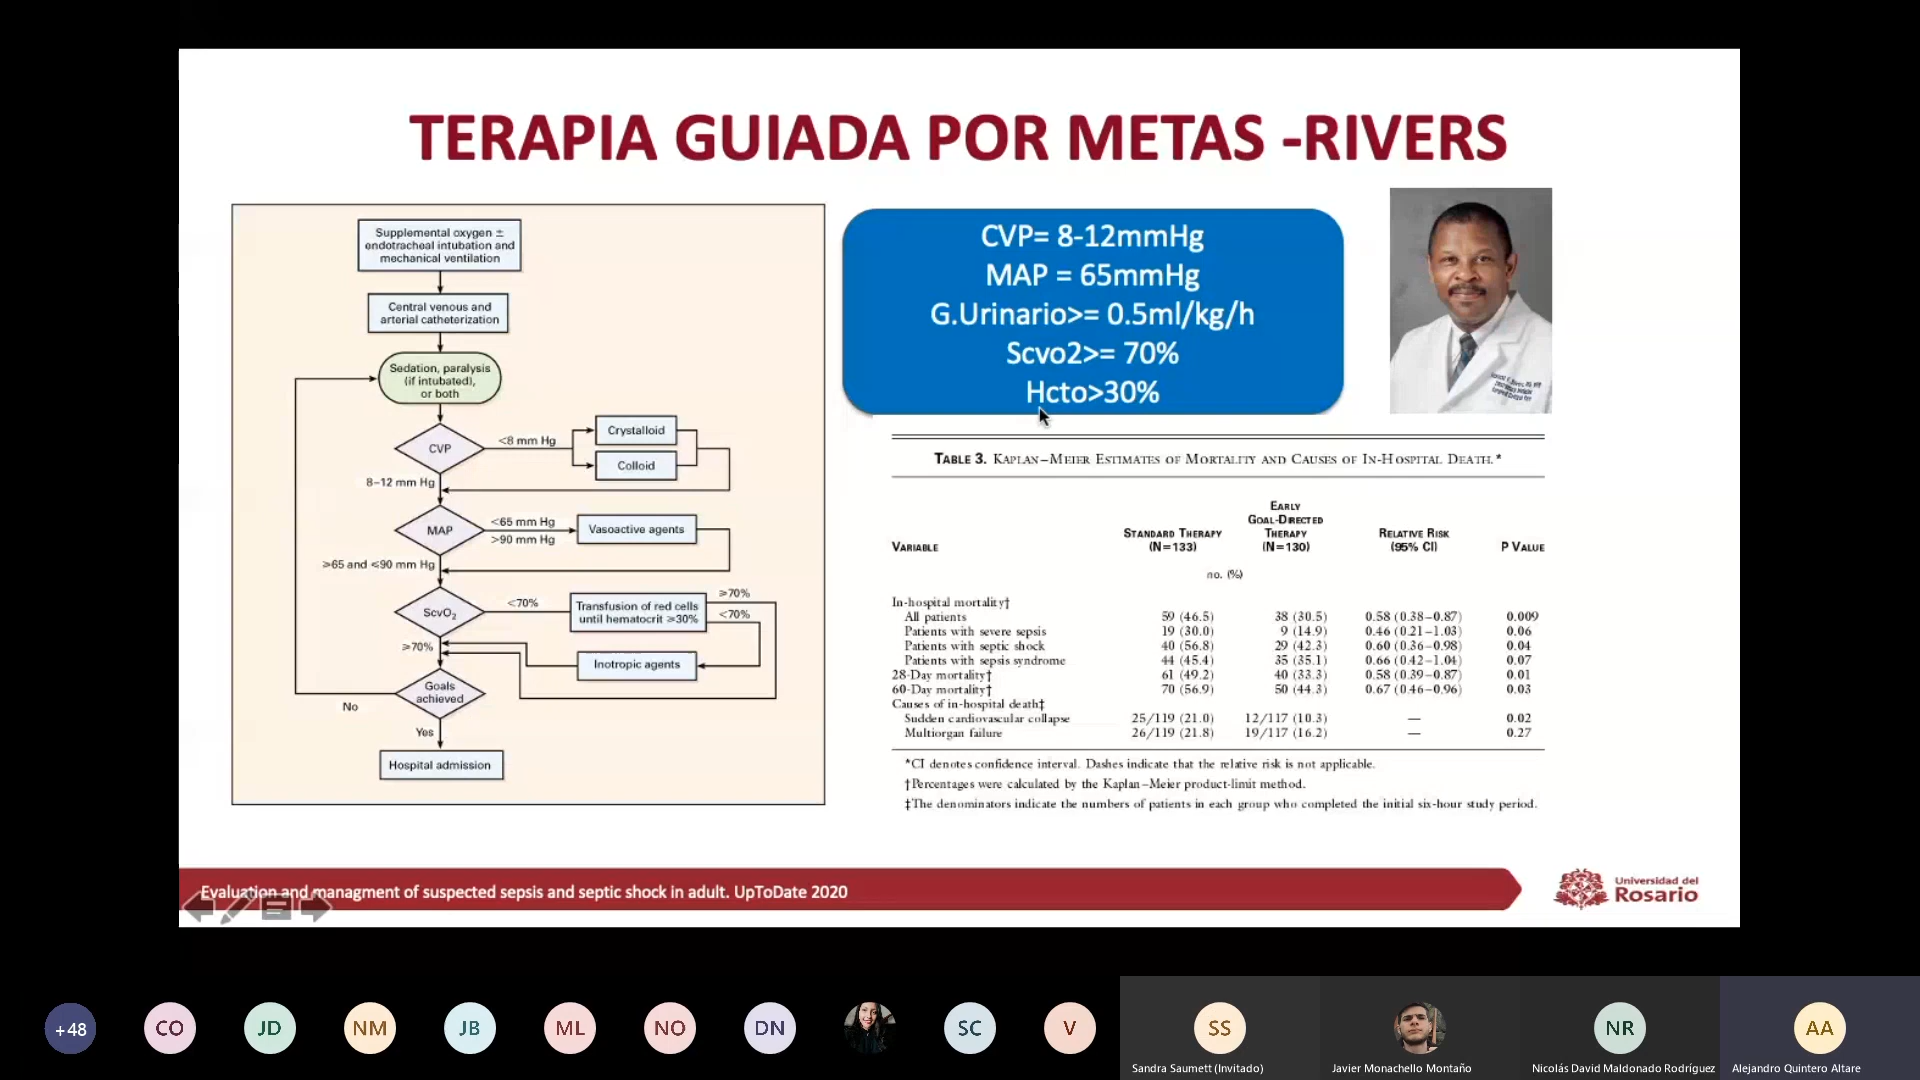 TERAPIA GUIADA POR METAS -RIVERS
Supplemental oxygen ±
endotracheal intubation and
mechanical ventilation
Central venous and
arterial catheterization
Sedation, paralysis
(if intubated),
or both
CVP
<8 mm Hg
Crystalloid
Colloid
8–12 mm Hg
MAP
<65 mm Hg
>90 mm Hg
Vasoactive agents
≥65 and ≤90 mm Hg
ScvO2
<70%
Transfusion of red cells
until hematocrit ≥30%
≥70%
<70%
≥70%
Inotropic agents
Goals
achieved
No
Yes
Hospital admission
CVP= 8-12mmHg
MAP = 65mmHg
G.Urinario>= 0.5ml/kg/h
Scvo2>= 70%
Hcto>30%
TABLE 3. KAPLAN–MEIER ESTIMATES OF MORTALITY AND CAUSES OF IN-HOSPITAL DEATH.*
VARIABLE STANDARD THERAPY (N=133) EARLY GOAL-DIRECTED THERAPY (N=130) RELATIVE RISK (95% CI) P VALUE
no. (%)
In-hospital mortality†
All patients 59 (46.5) 38 (30.5) 0.58 (0.38–0.87) 0.009
Patients with severe sepsis 19 (30.0) 9 (14.9) 0.46 (0.21–1.03) 0.06
Patients with septic shock 40 (56.8) 29 (42.3) 0.60 (0.36–0.98) 0.04
Patients with sepsis syndrome 44 (45.4) 35 (35.1) 0.66 (0.42–1.04) 0.07
28-Day mortality† 61 (49.2) 40 (33.3) 0.58 (0.39–0.87) 0.01
60-Day mortality† 70 (56.9) 50 (44.3) 0.67 (0.46–0.96) 0.03
Causes of in-hospital death‡
Sudden cardiovascular collapse 25/119 (21.0) 12/117 (10.3) — 0.02
Multiorgan failure 26/119 (21.8) 19/117 (16.2) — 0.27
*CI denotes confidence interval. Dashes indicate that the relative risk is not applicable.
†Percentages were calculated by the Kaplan–Meier product-limit method.
‡The denominators indicate the numbers of patients in each group who completed the initial six-hour study period.
Evaluation and managment of suspected sepsis and septic shock in adult. UpToDate 2020
Universidad del
Rosario
+48
CO
JD
NM
JB
ML
NO
DN
SC
V
SS
NR
AA
Sandra Saumett (Invitado)
Javier Monachello Montaño
Nicolás David Maldonado Rodríguez
Alejandro Quintero Altare